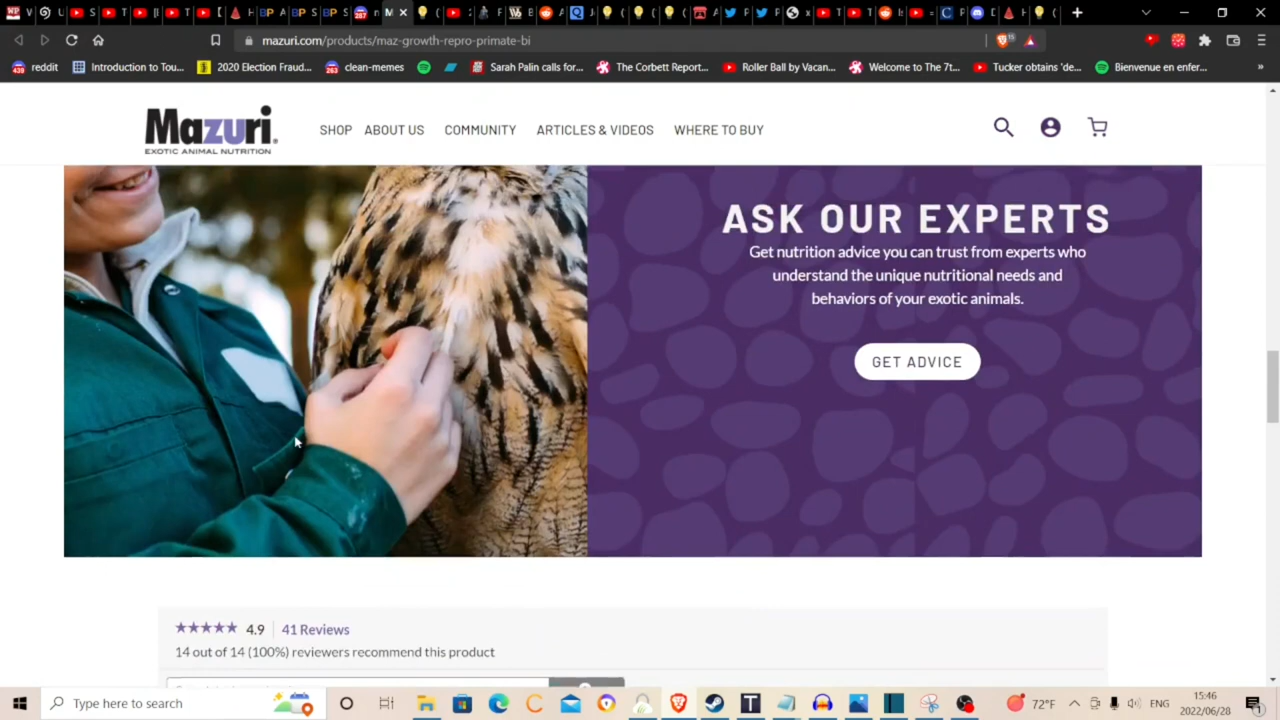 mazuri.com/products/maz-growth-repro-primate-bi
15
439 reddit
Introduction to Tou...
2020 Election Fraud...
263 clean-memes
Sarah Palin calls for...
The Corbett Report...
Roller Ball by Vacan...
Welcome to The 7t...
Tucker obtains 'de...
Bienvenue en enfer...
Mazuri®
EXOTIC ANIMAL NUTRITION
SHOP ABOUT US COMMUNITY ARTICLES & VIDEOS WHERE TO BUY
ASK OUR EXPERTS
Get nutrition advice you can trust from experts who
understand the unique nutritional needs and
behaviors of your exotic animals.
GET ADVICE
4.9 41 Reviews
14 out of 14 (100%) reviewers recommend this product
Type here to search
72°F
ENG
15:46
2022/06/28